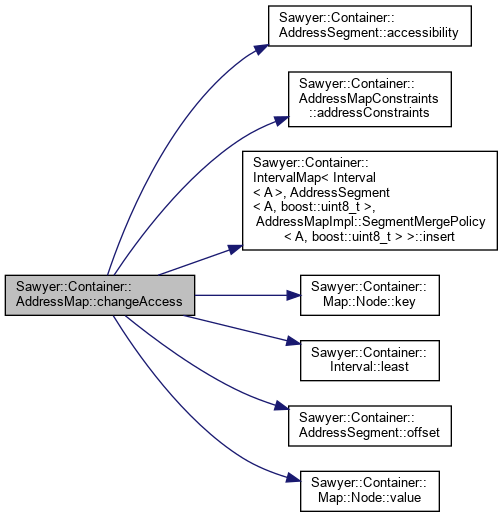 Sawyer::Container::
AddressSegment::accessibility
Sawyer::Container::
AddressMapConstraints
::addressConstraints
Sawyer::Container::
IntervalMap< Interval
< A >, AddressSegment
< A, boost::uint8_t >,
AddressMapImpl::SegmentMergePolicy
< A, boost::uint8_t > >::insert
Sawyer::Container::
AddressMap::changeAccess
Sawyer::Container::
Map::Node::key
Sawyer::Container::
Interval::least
Sawyer::Container::
AddressSegment::offset
Sawyer::Container::
Map::Node::value